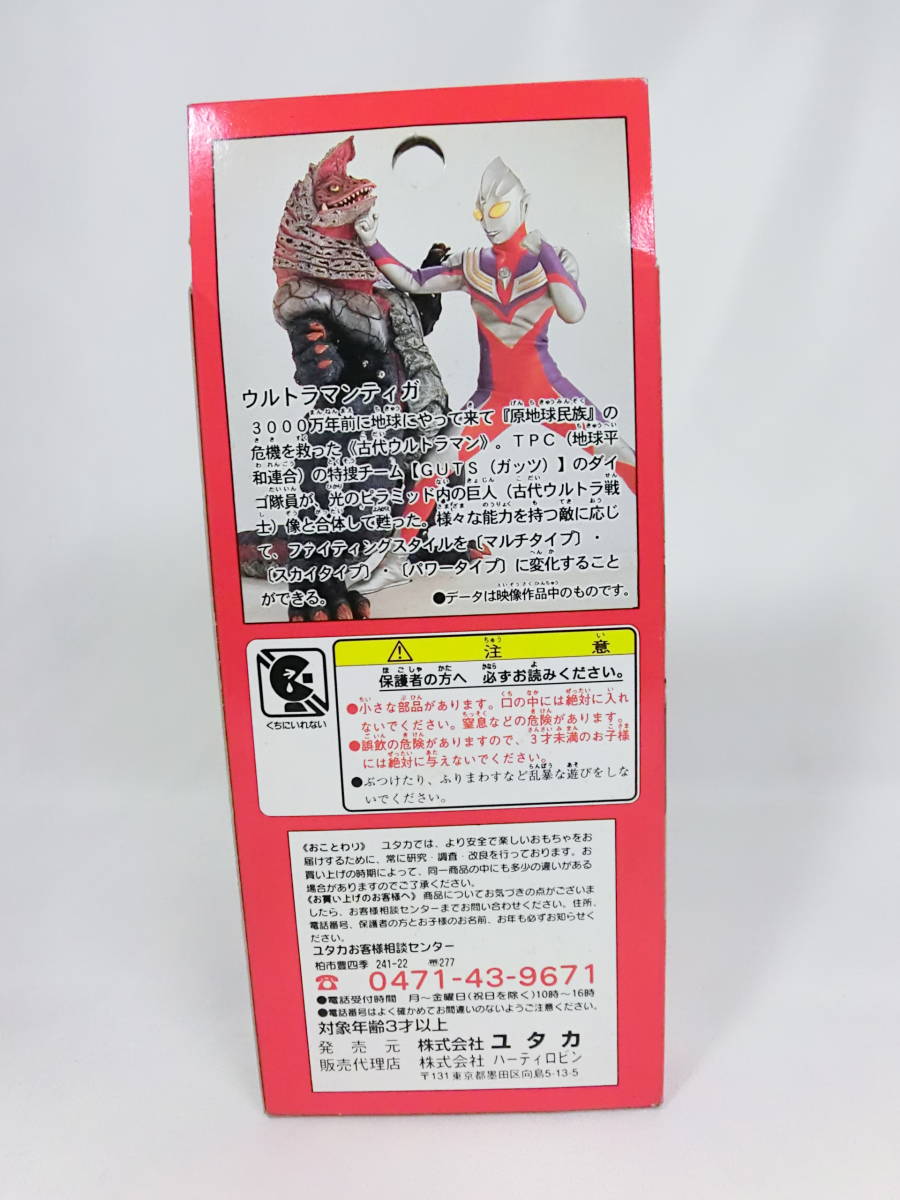 ウルトラマンティガ
3000万年前に地球にやって来て『原地球民族』の
危機を救った《古代ウルトラマン》。TPC（地球平
和連合）の特捜チーム【GUTS（ガッツ）】のダイ
ゴ隊員が、光のピラミッド内の巨人（古代ウルトラ戦
士）像と合体して甦った。様々な能力を持つ敵に応じ
て、ファイティングスタイルを〔マルチタイプ〕・
〔スカイタイプ〕・〔パワータイプ〕に変化すること
ができる。
●データは映像作品中のものです。
くちにいれない
注意
保護者の方へ 必ずお読みください。
●小さな部品があります。口の中には絶対に入れ
ないでください。窒息などの危険があります。
●誤飲の危険がありますので、3才未満のお子様
には絶対に与えないでください。
●ぶつけたり、ふりまわすなど乱暴な遊びをしな
いでください。
《おことわり》 ユタカでは、より安全で楽しいおもちゃをお
届けするために、常に研究・調査・改良を行っております。お
買い上げの時期によって、同一商品の中にも多少の違いがある
場合がありますのでご了承ください。
《お買い上げのお客様へ》商品についてお気づきの点がございま
したら、お客様相談センターまでお問い合わせください。住所、
電話番号、保護者の方とお子様のお名前、お年も必ずお知らせく
ださい。
ユタカお客様相談センター
柏市豊四季 241-22 〒277
☎ 0471-43-9671
●電話受付時間 月〜金曜日(祝日を除く)10時〜16時
●電話番号はよく確かめてお間違いのないようご注意ください。
対象年齢3才以上
発売元 株式会社ユタカ
販売代理店 株式会社 ハーティロビン
〒131 東京都墨田区向島5-13-5